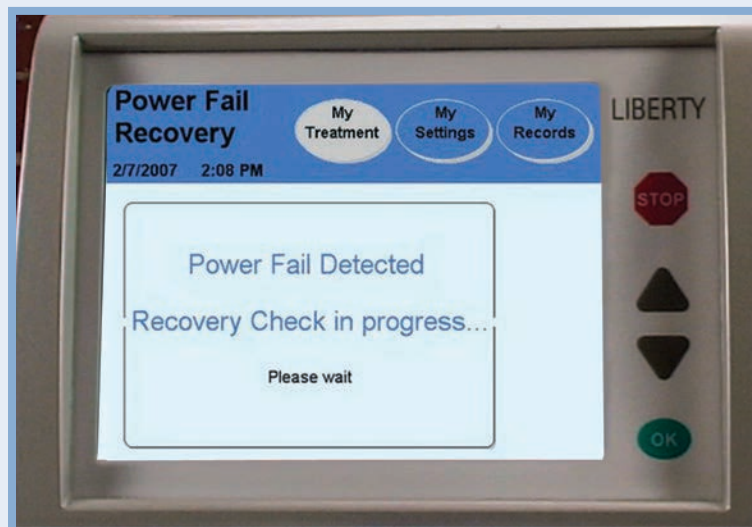 Power Fail
Recovery
2/7/2007 2:08 PM
My
Treatment
My
Settings
My
Records
LIBERTY
STOP
Power Fail Detected
Recovery Check in progress...
Please wait
OK